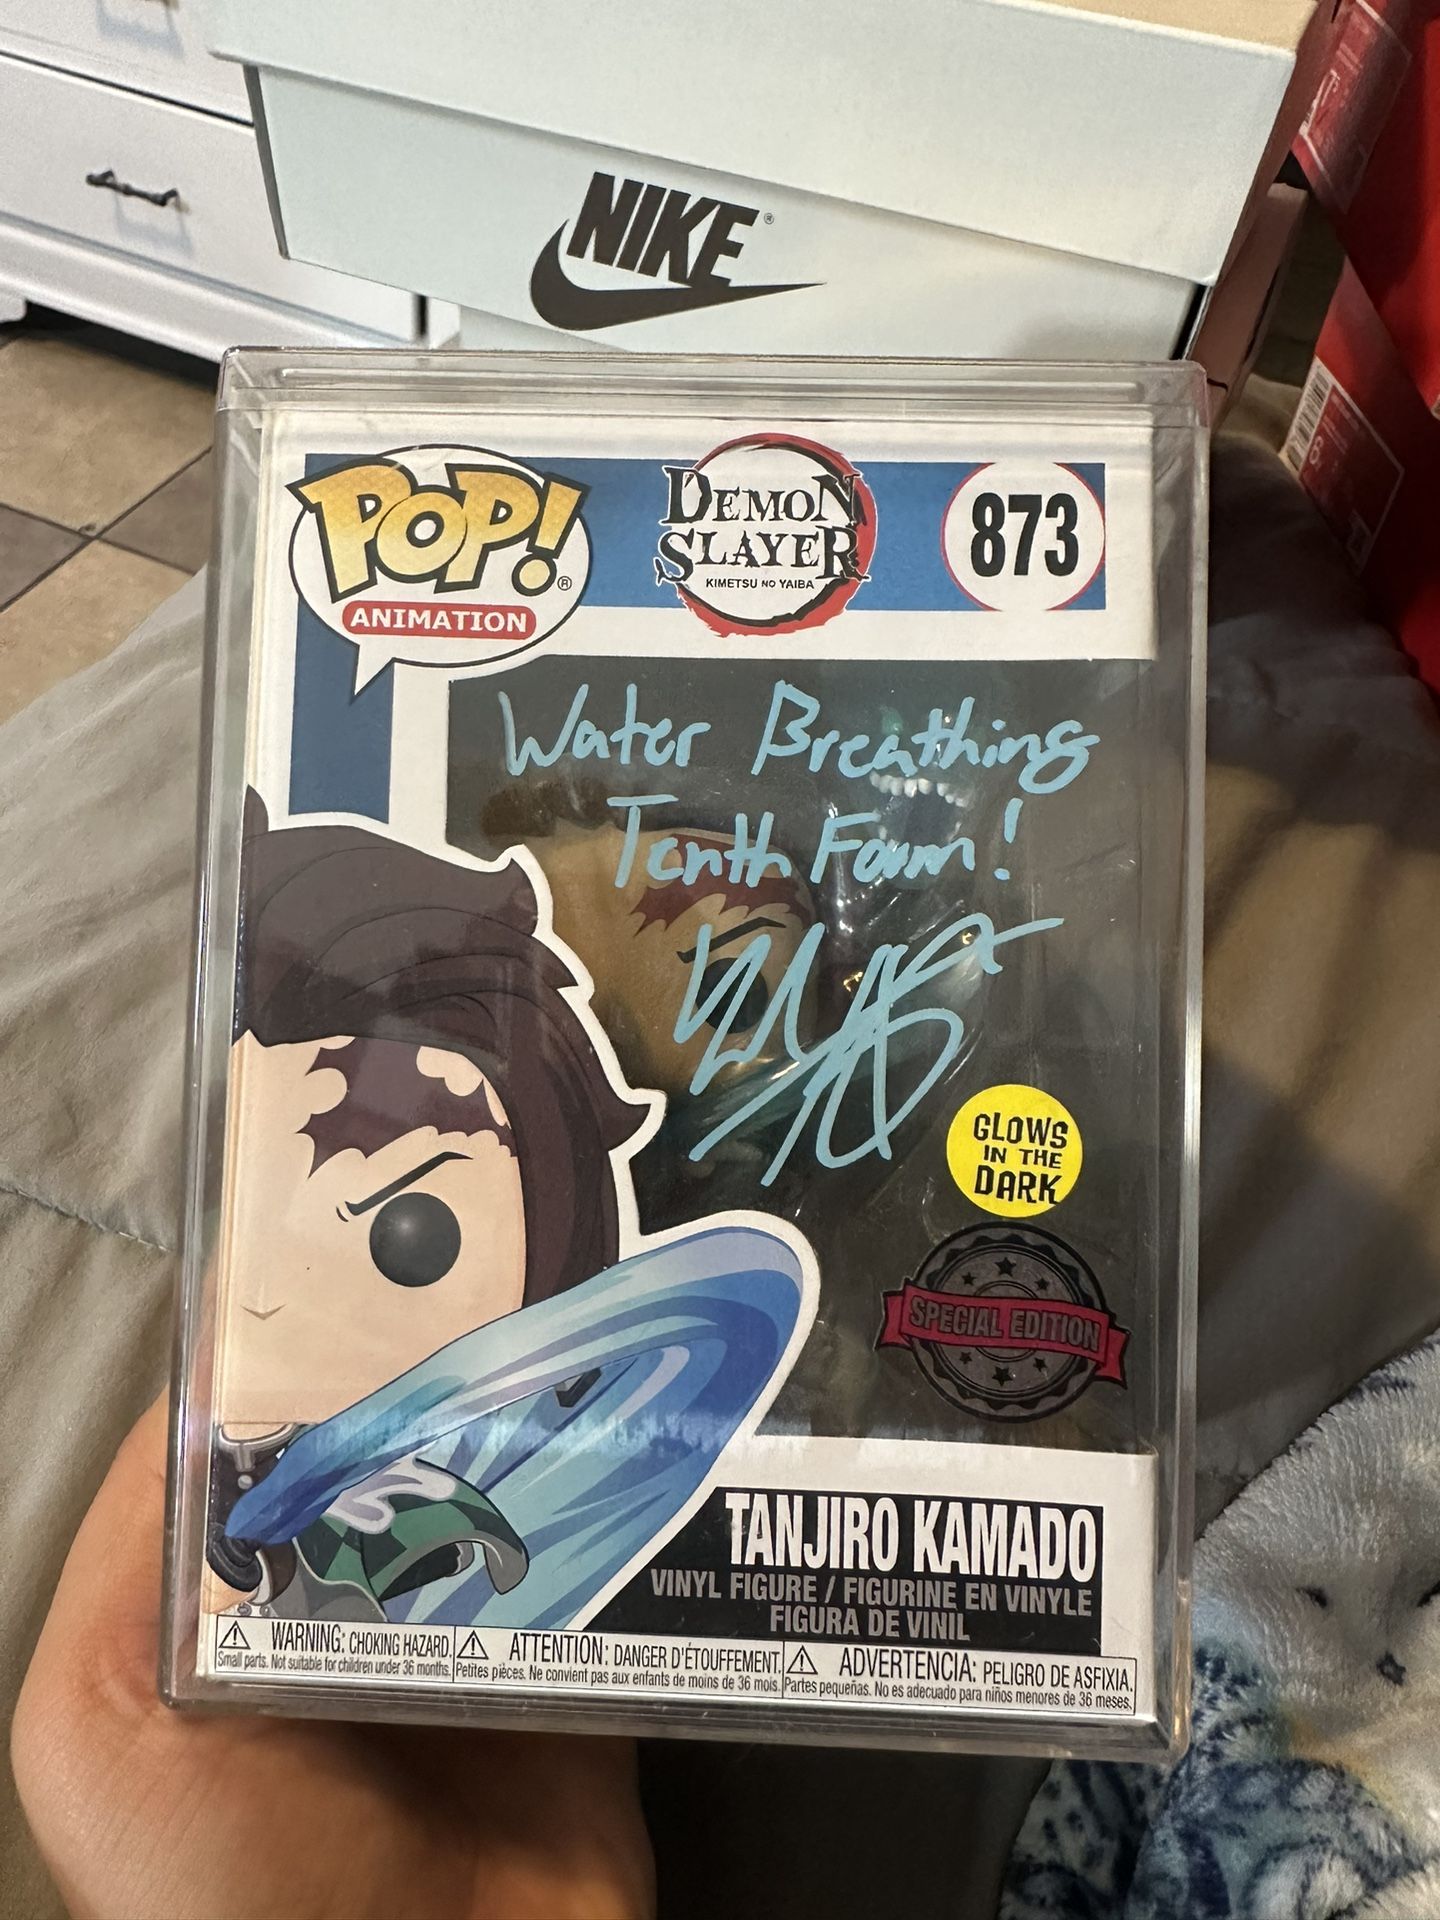 NIKE®
POP!®
ANIMATION
DEMON
SLAYER
KIMETSU NO YAIBA
873
Water Breathing
Tenth Form!
GLOWS
IN THE
DARK
SPECIAL EDITION
TANJIRO KAMADO
VINYL FIGURE / FIGURINE EN VINYLE
FIGURA DE VINIL
WARNING: CHOKING HAZARD.
Small parts. Not suitable for children under 36 months.
ATTENTION: DANGER D'ÉTOUFFEMENT.
Petites pièces. Ne convient pas aux enfants de moins de 36 mois.
ADVERTENCIA: PELIGRO DE ASFIXIA.
Partes pequeñas. No es adecuado para niños menores de 36 meses.